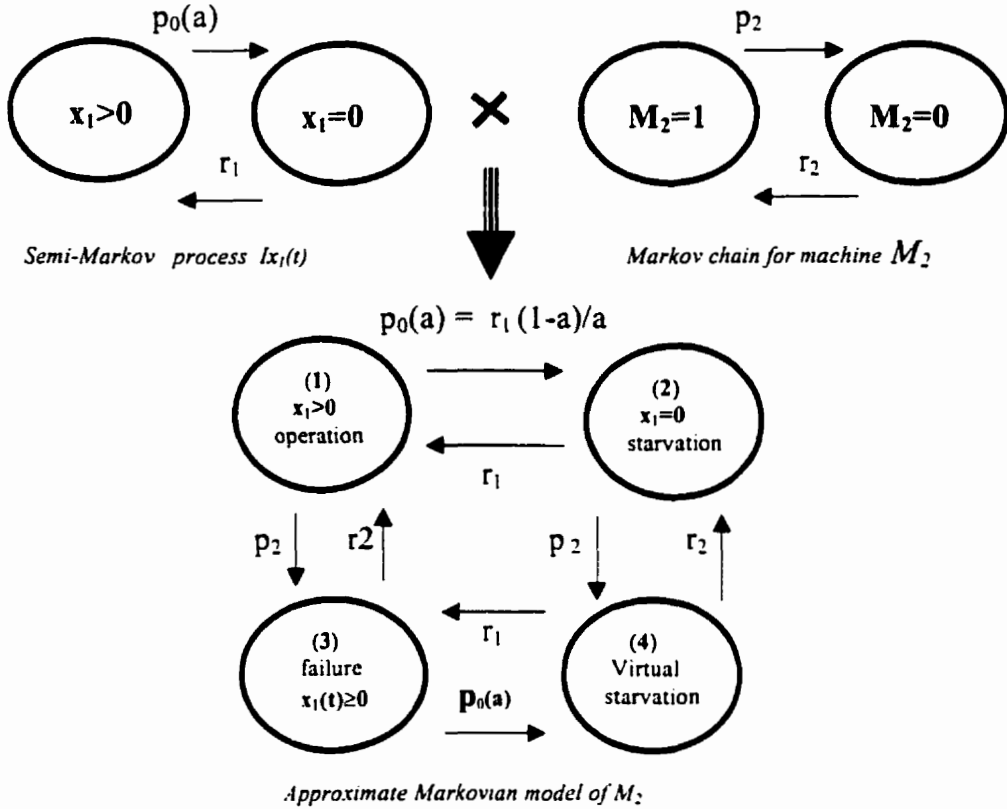 p₀(a)
p₂
x₁>0
x₁=0
×
M₂=1
M₂=0
r₁
r₂
Semi-Markov process Ix₁(t)
Markov chain for machine M₂
p₀(a) = r₁ (1-a)/a
(1)
x₁>0
operation
(2)
x₁=0
starvation
r₁
p₂
r2
p ₂
r₂
(3)
failure
x₁(t)≥0
r₁
p₀(a)
(4)
Virtual
starvation
Approximate Markovian model of M₂